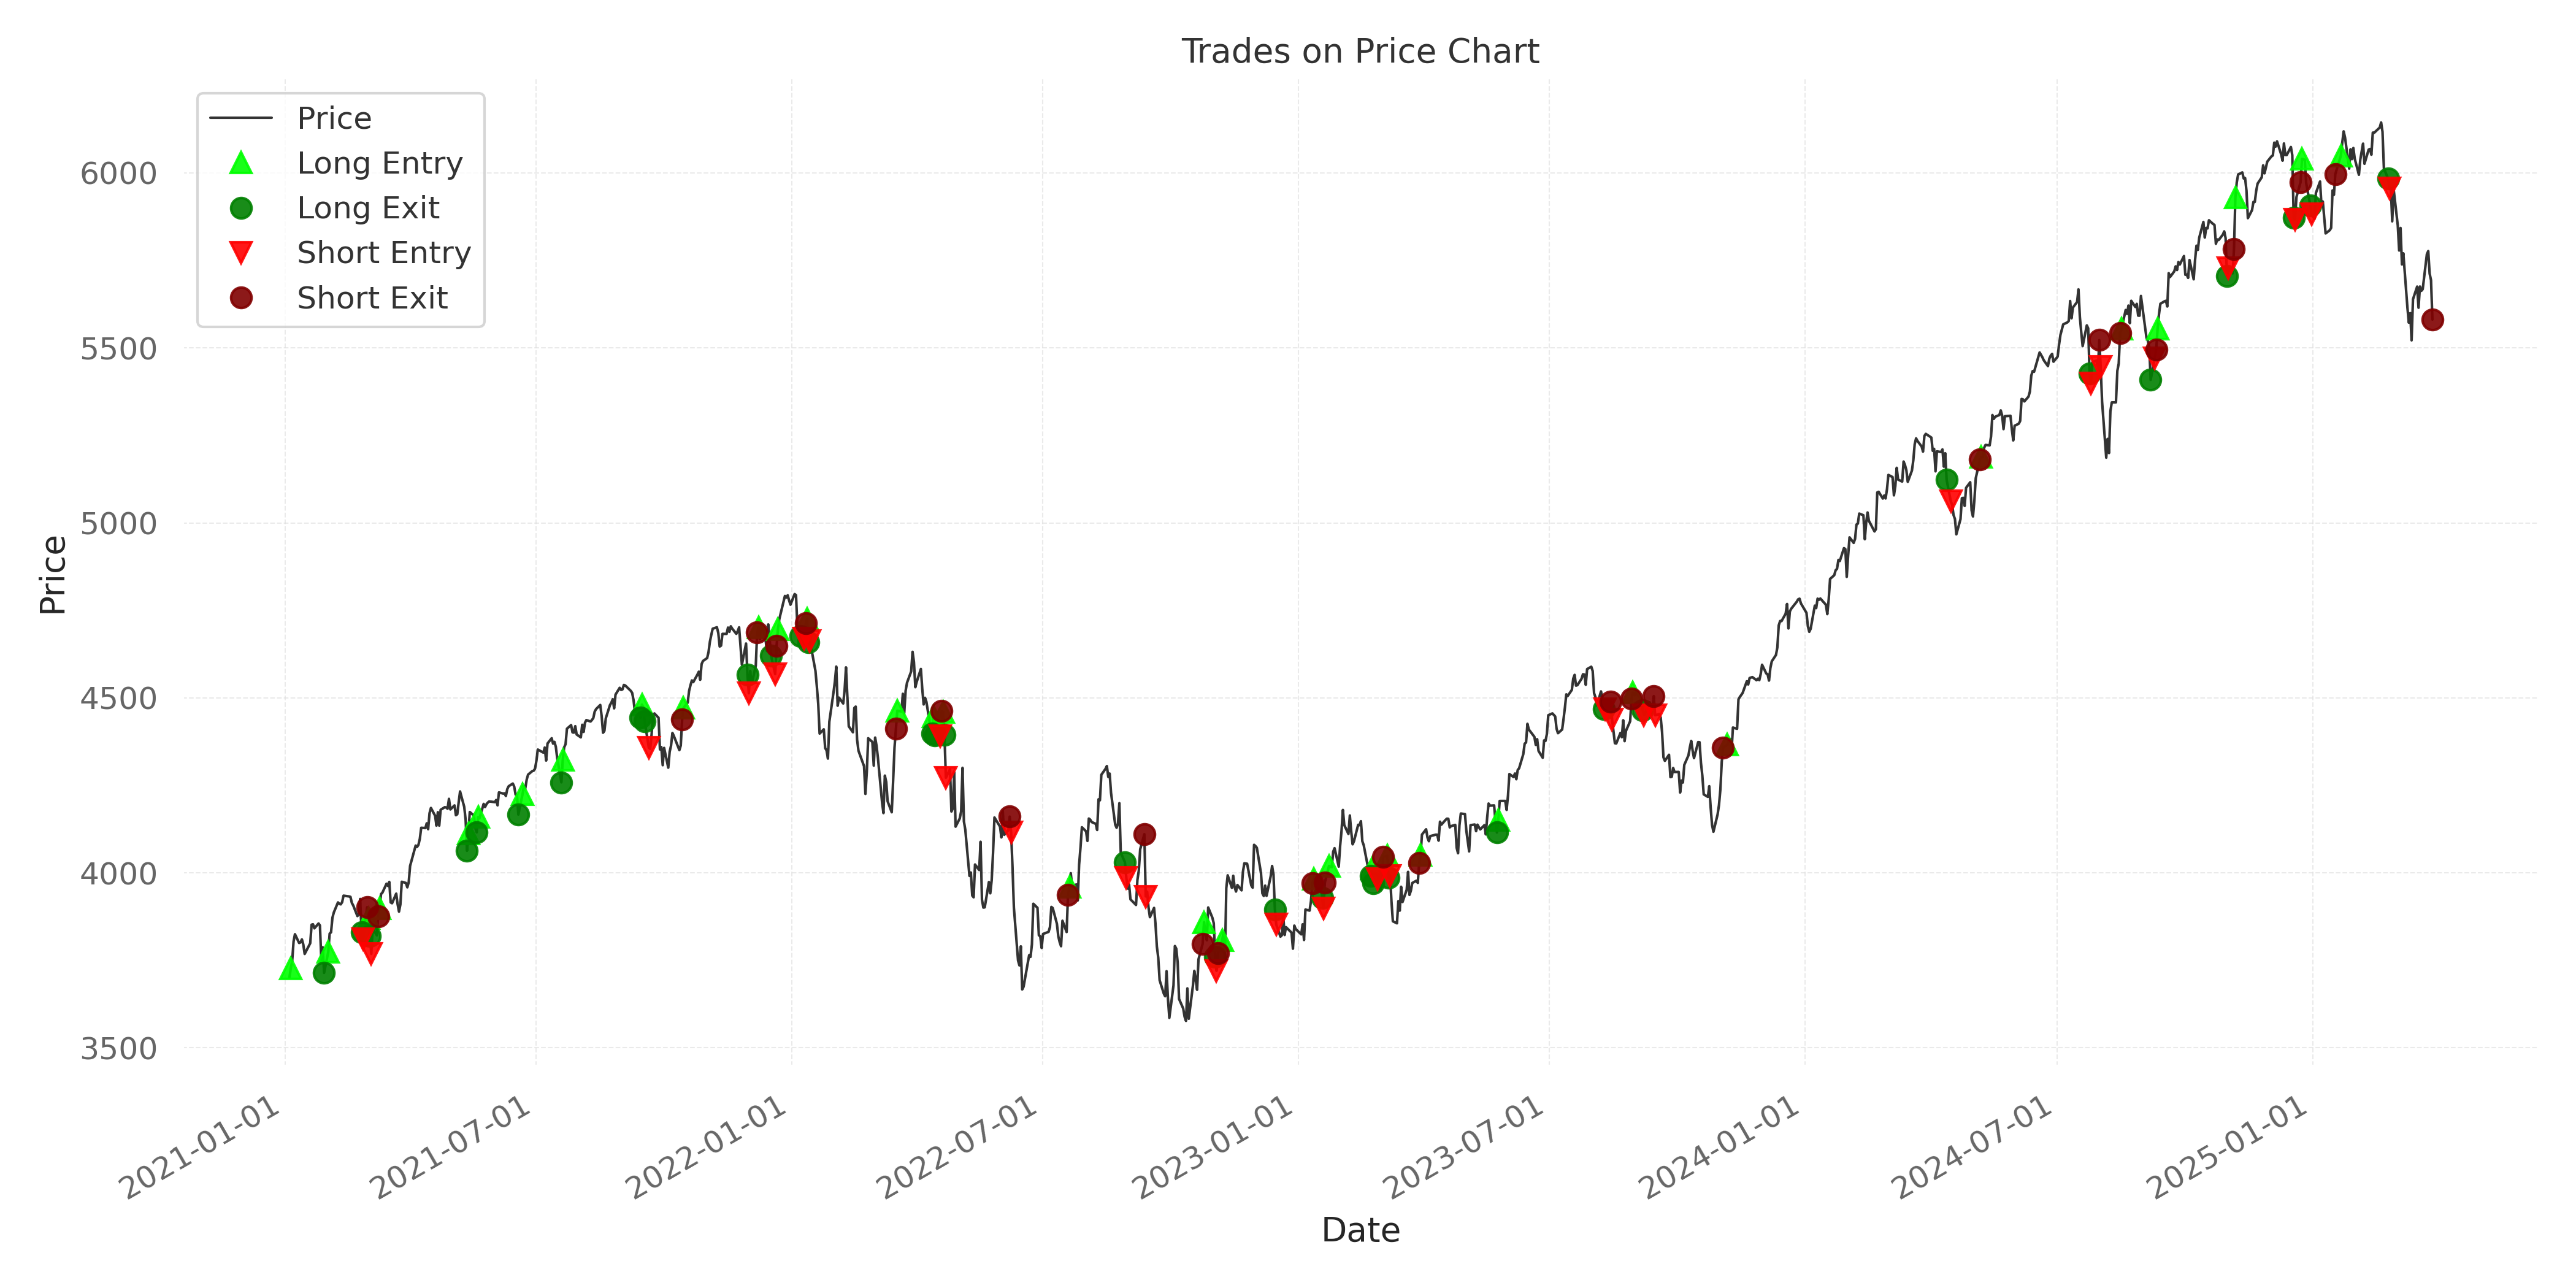 Trades on Price Chart
Price
Long Entry
Long Exit
Short Entry
Short Exit
6000
5500
5000
4500
4000
3500
Price
2021-01-01
2021-07-01
2022-01-01
2022-07-01
2023-01-01
2023-07-01
2024-01-01
2024-07-01
2025-01-01
Date